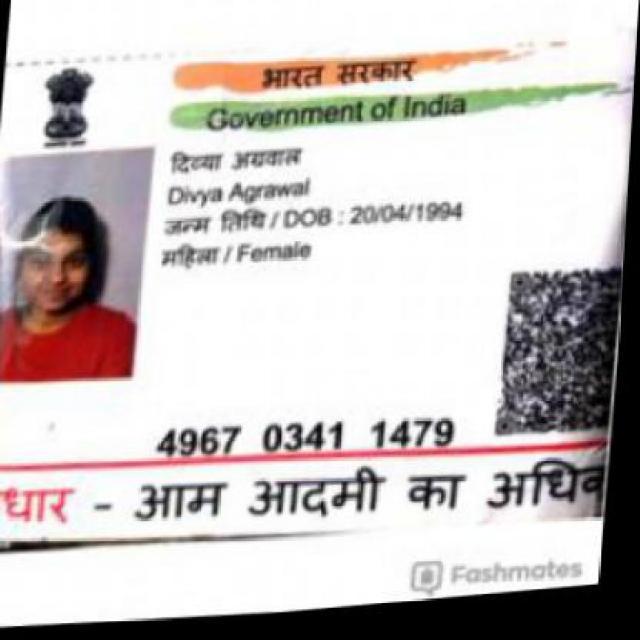 भारत सरकार
Government of India
दिव्या अग्रवाल
Divya Agrawal
जन्म तिथि / DOB : 20/04/1994
महिला / Female
4967 0341 1479
धार - आम आदमी का
Fashmates